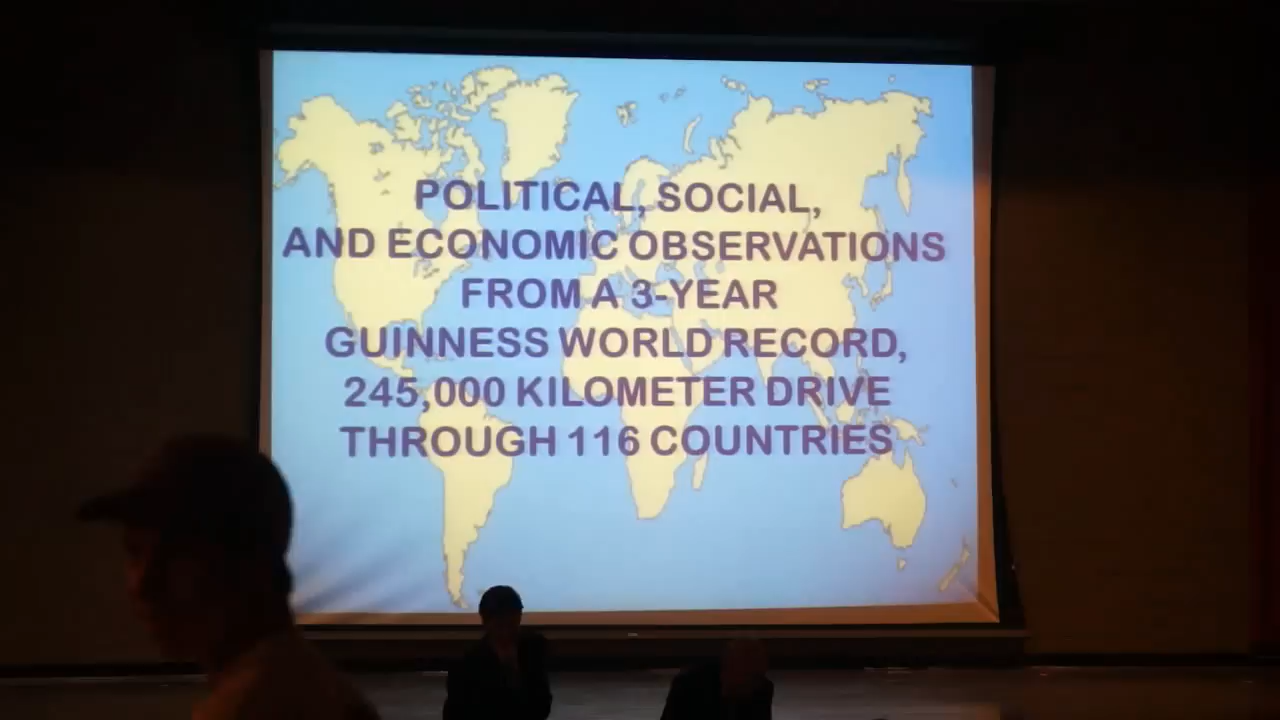 POLITICAL, SOCIAL,
AND ECONOMIC OBSERVATIONS
FROM A 3-YEAR
GUINNESS WORLD RECORD,
245,000 KILOMETER DRIVE
THROUGH 116 COUNTRIES